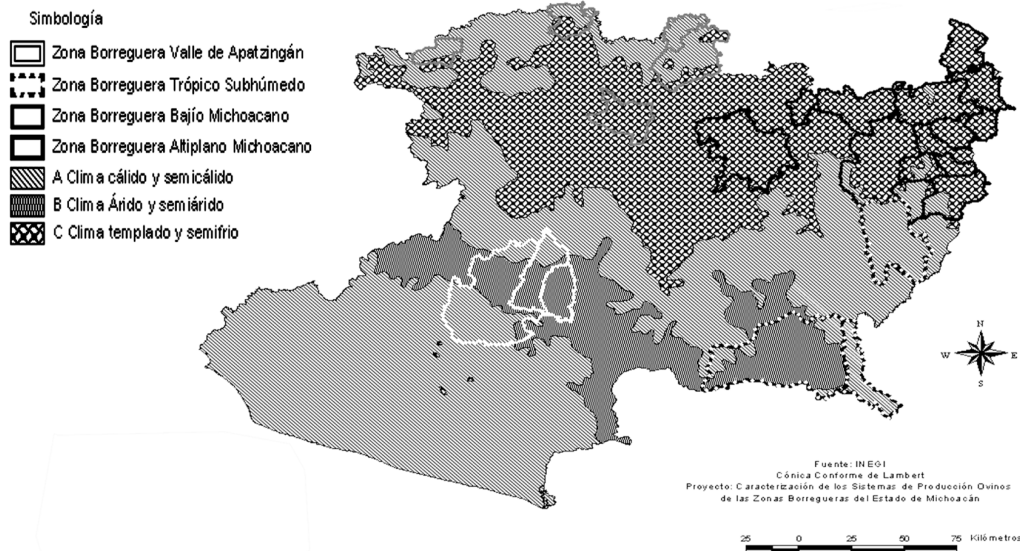 Simbología
Zona Borreguera Valle de Apatzingán
Zona Borreguera Trópico Subhúmedo
Zona Borreguera Bajío Michoacano
Zona Borreguera Altiplano Michoacano
A Clima cálido y semicálido
B Clima Árido y semiárido
C Clima templado y semifrio
N
W E
S
Fuente: INEGI
Cónica Conforme de Lambert
Proyecto: Caracterización de los Sistemas de Producción Ovinos
de las Zonas Borregueras del Estado de Michoacán
25 0 25 50 75 Kilómetros